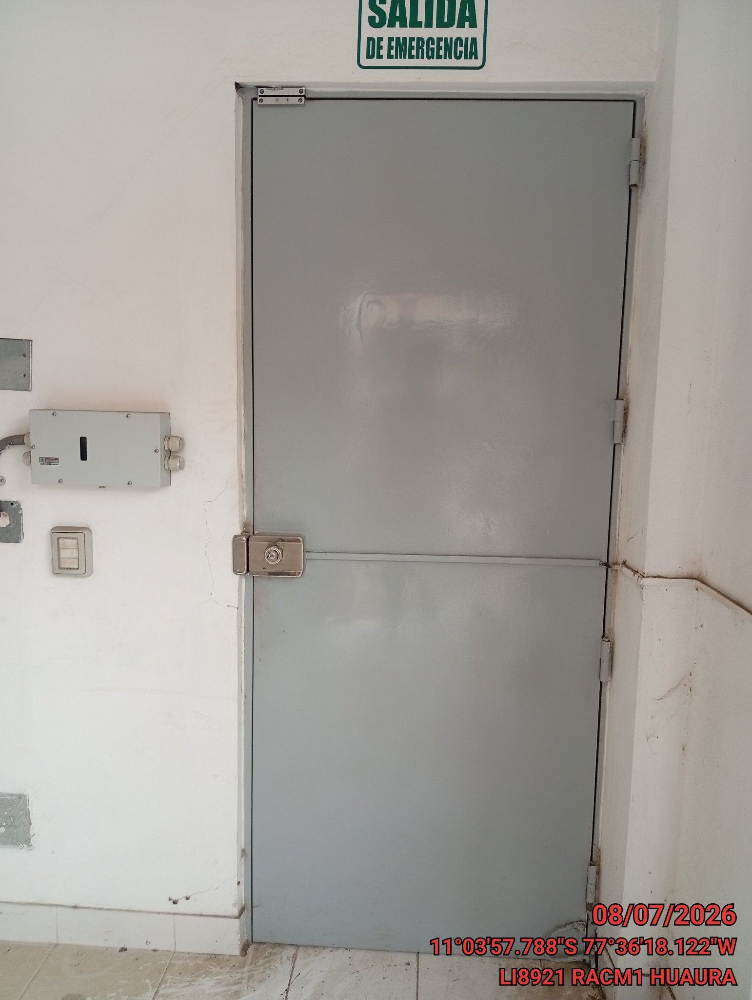 SALIDA
DE EMERGENCIA
08/07/2026
11°03'57.788"S 77°36'18.122"W
LI8921 RACM1 HUAURA